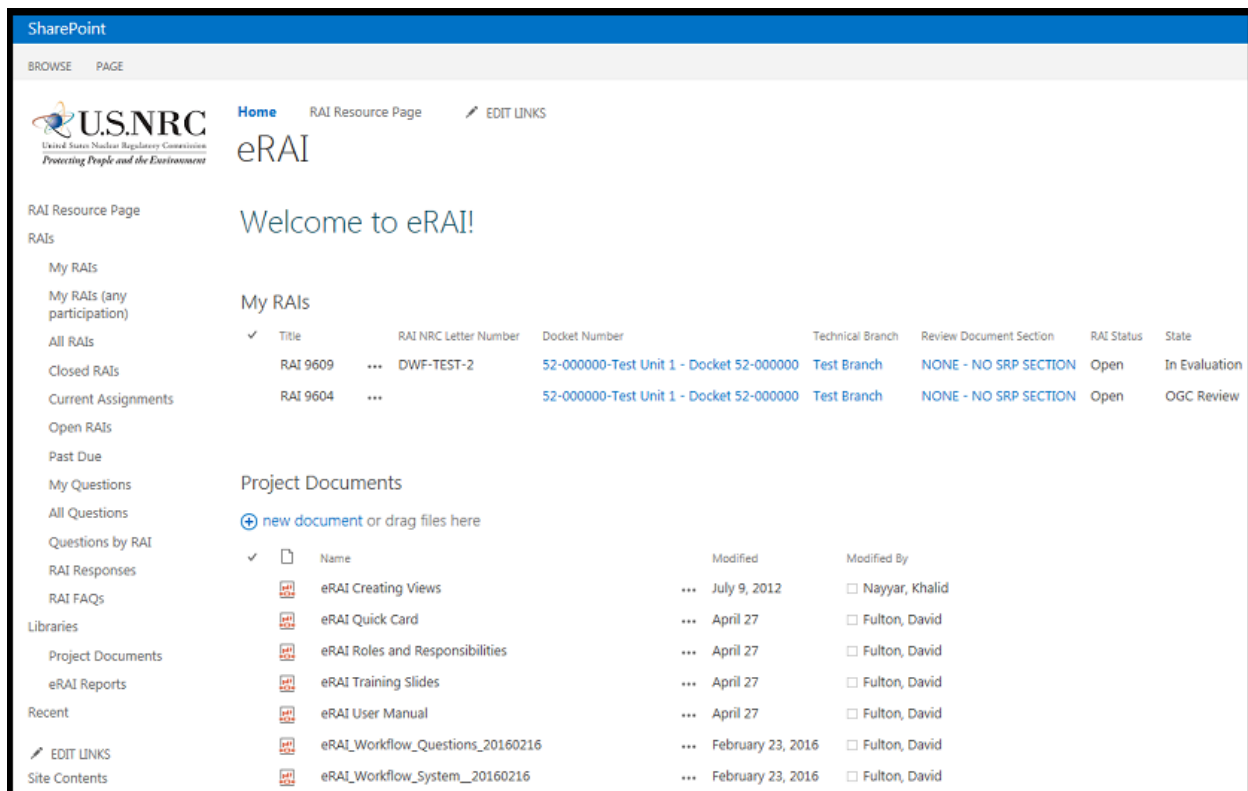 SharePoint
BROWSE PAGE
U.S.NRC
United States Nuclear Regulatory Commission
Protecting People and the Environment
Home RAI Resource Page EDIT LINKS
eRAI
RAI Resource Page
RAIs
My RAIs
My RAIs (any
participation)
All RAIs
Closed RAIs
Current Assignments
Open RAIs
Past Due
My Questions
All Questions
Questions by RAI
RAI Responses
RAI FAQs
Libraries
Project Documents
eRAI Reports
Recent
EDIT LINKS
Site Contents
Welcome to eRAI!
My RAIs
Title RAI NRC Letter Number Docket Number Technical Branch Review Document Section RAI Status State
RAI 9609 ... DWF-TEST-2 52-000000-Test Unit 1 - Docket 52-000000 Test Branch NONE - NO SRP SECTION Open In Evaluation
RAI 9604 ... 52-000000-Test Unit 1 - Docket 52-000000 Test Branch NONE - NO SRP SECTION Open OGC Review
Project Documents
new document or drag files here
Name Modified Modified By
eRAI Creating Views ... July 9, 2012 Nayyar, Khalid
eRAI Quick Card ... April 27 Fulton, David
eRAI Roles and Responsibilities ... April 27 Fulton, David
eRAI Training Slides ... April 27 Fulton, David
eRAI User Manual ... April 27 Fulton, David
eRAI_Workflow_Questions_20160216 ... February 23, 2016 Fulton, David
eRAI_Workflow_System__20160216 ... February 23, 2016 Fulton, David